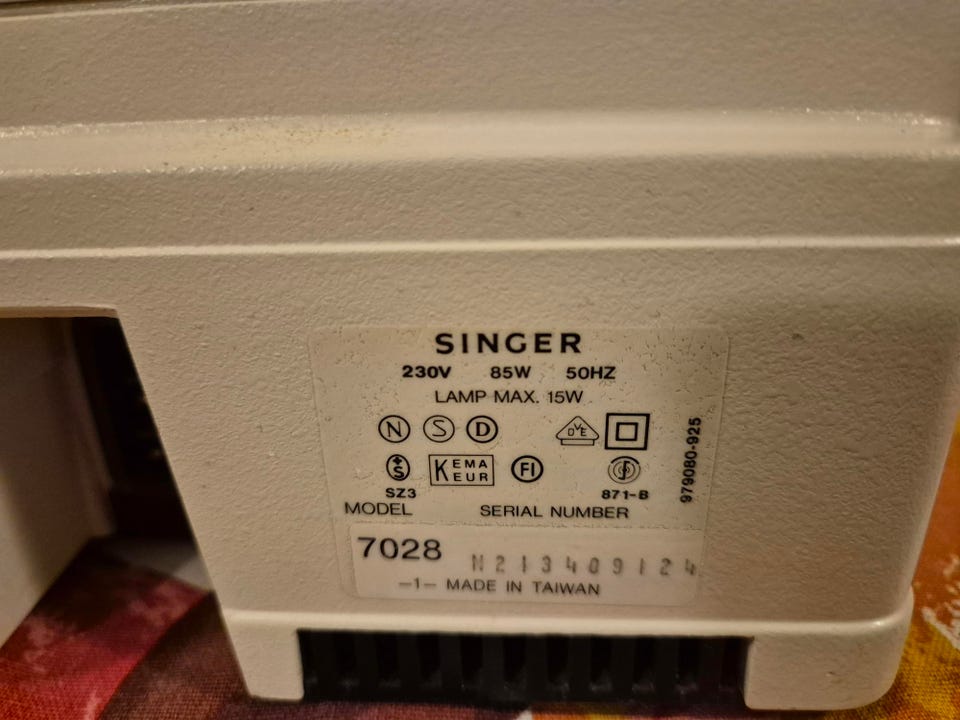 SINGER
230V 85W 50HZ
LAMP MAX. 15W
N S D DVE
+S KEMA KEUR FI
SZ3 871-B
979080-925
MODEL SERIAL NUMBER
7028 N213409124
-1- MADE IN TAIWAN